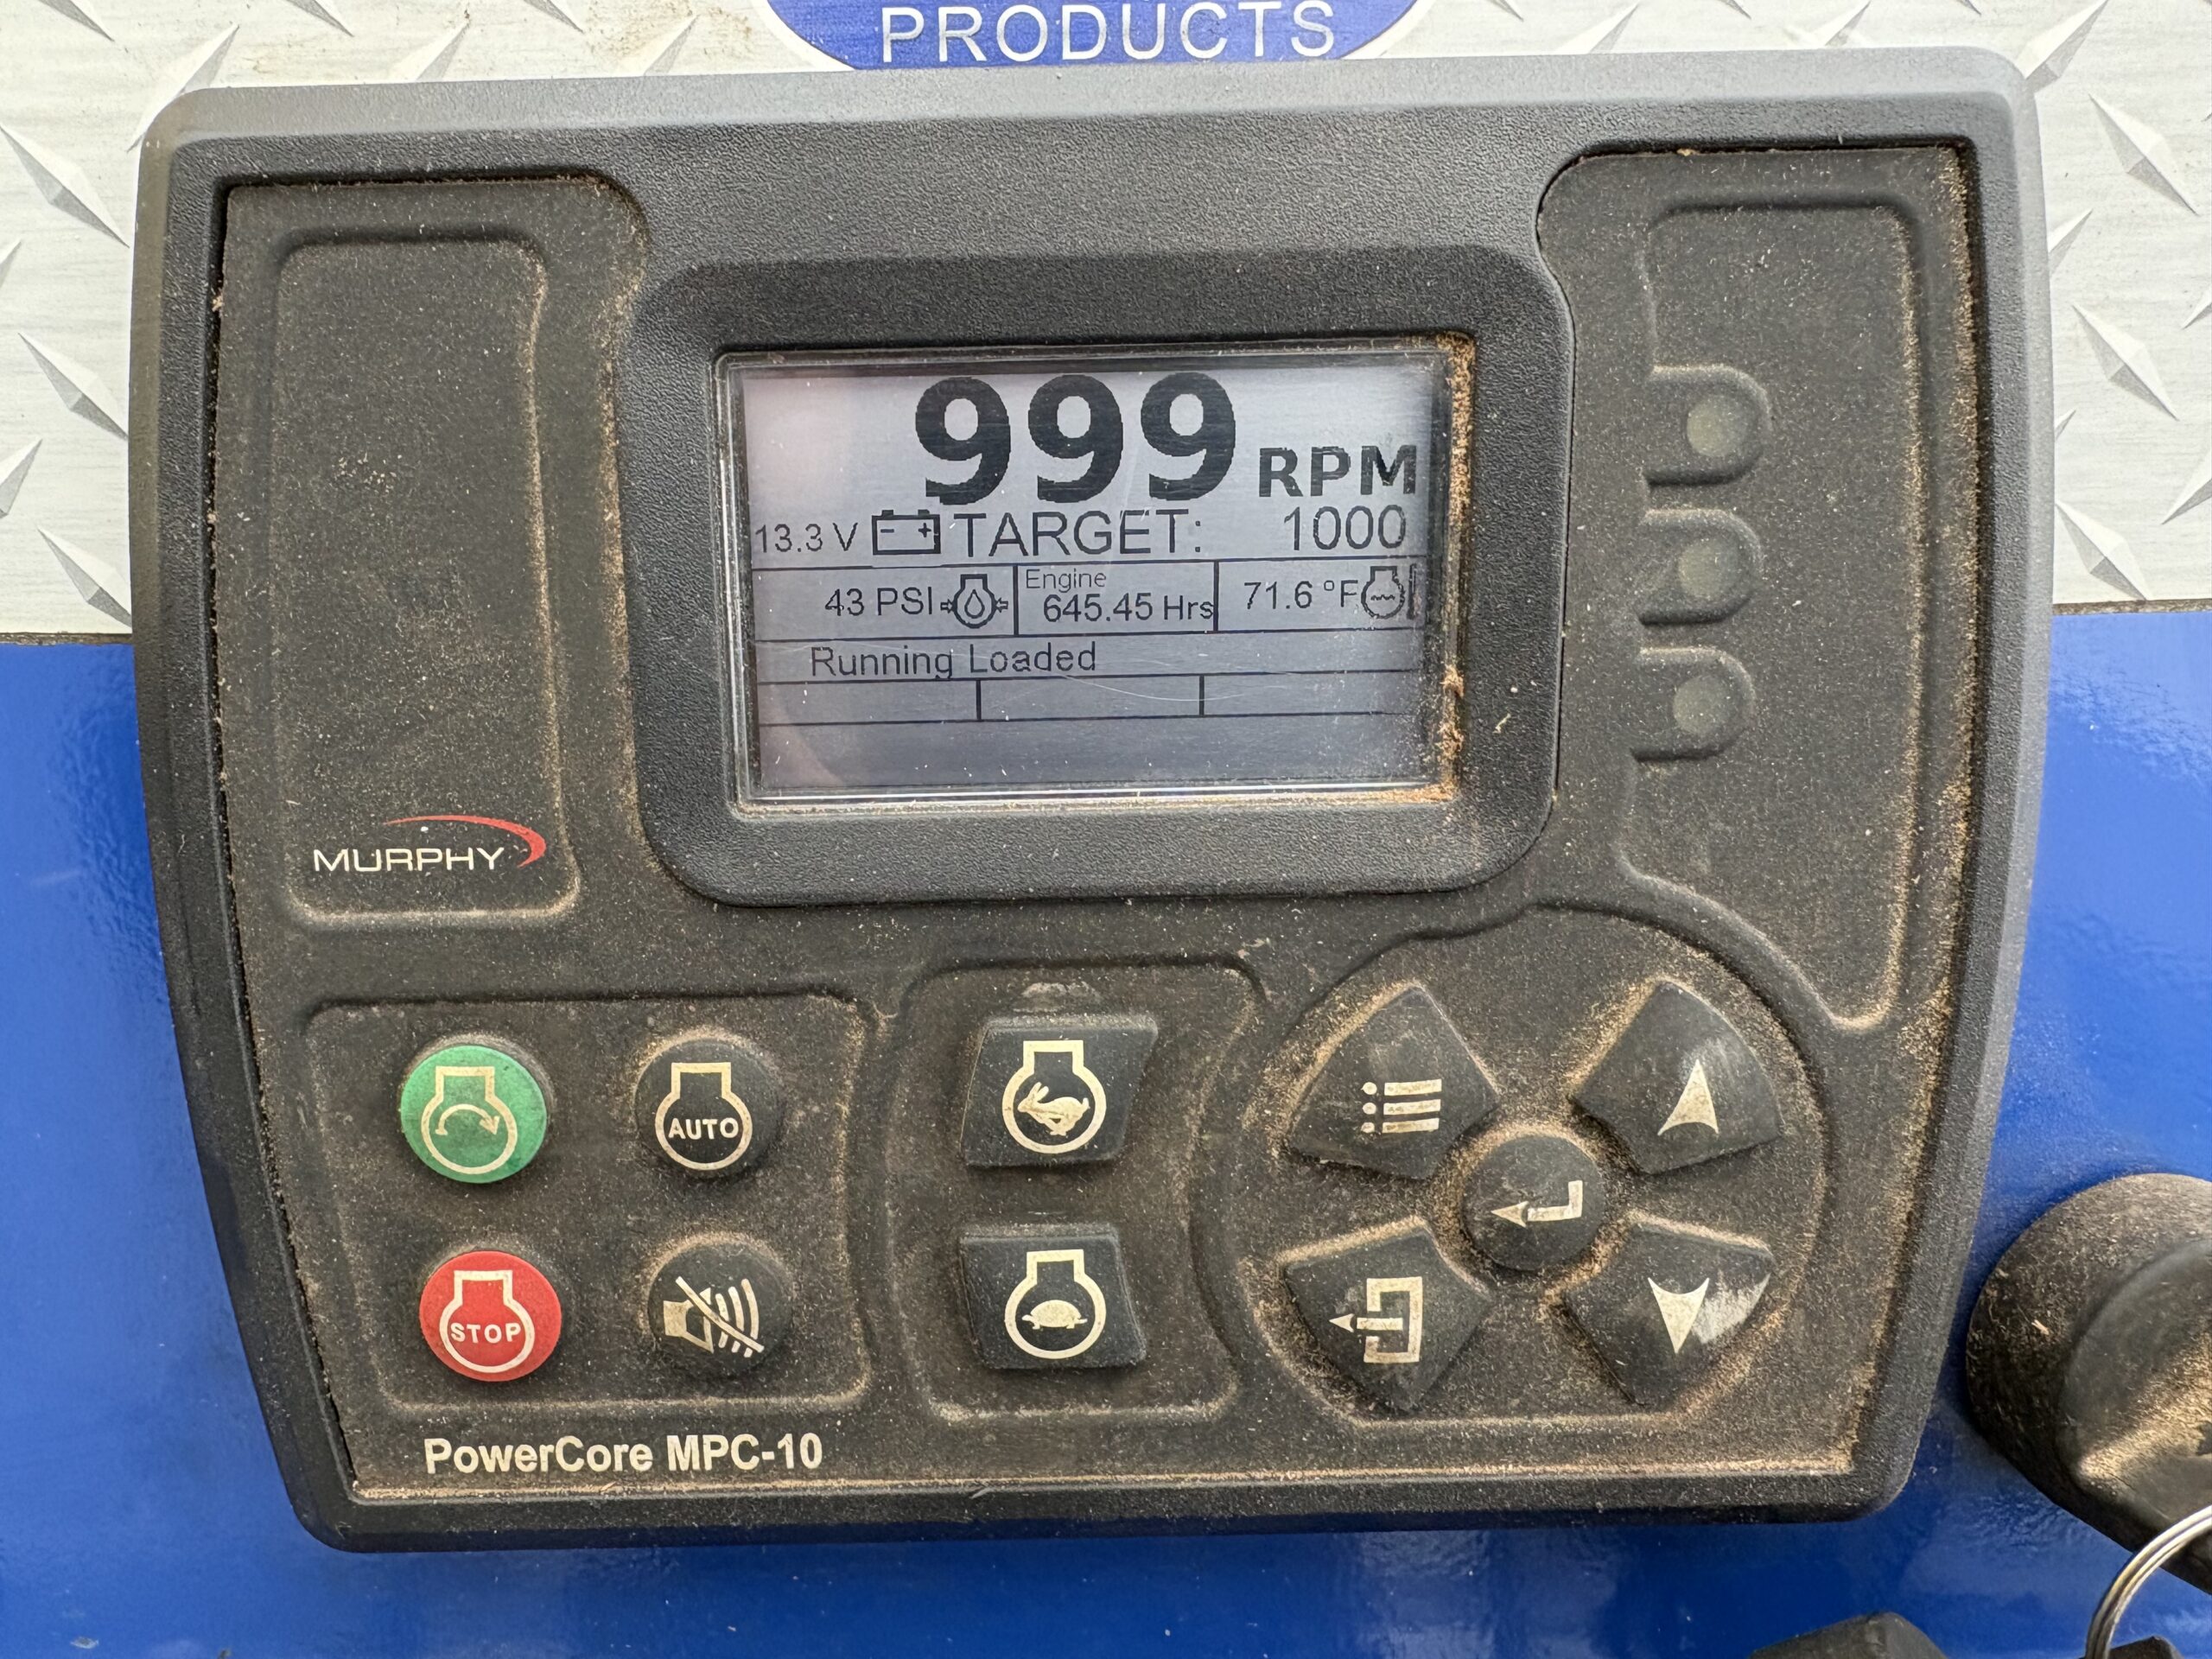 PRODUCTS
999 RPM
13.3 V - + TARGET: 1000
43 PSI
Engine
645.45 Hrs
71.6 °F
Running Loaded
MURPHY
AUTO
STOP
PowerCore MPC-10